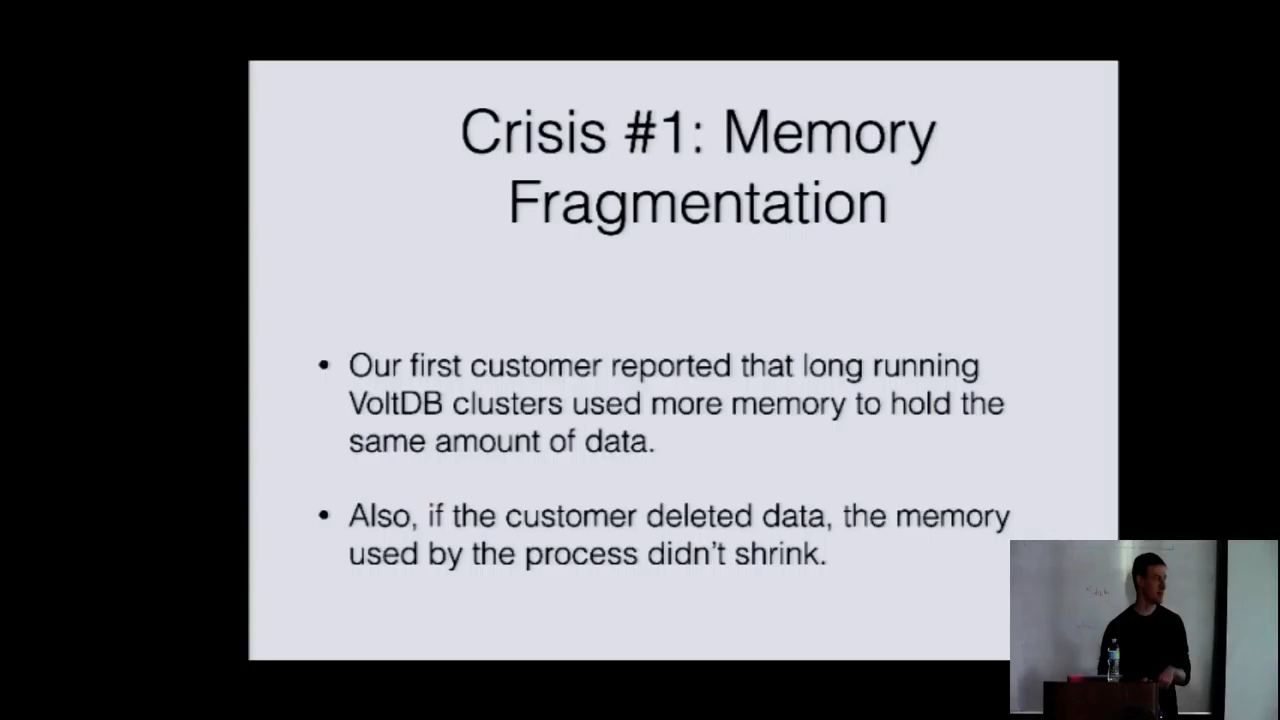 Crisis #1: Memory
Fragmentation
• Our first customer reported that long running
VoltDB clusters used more memory to hold the
same amount of data.
• Also, if the customer deleted data, the memory
used by the process didn't shrink.